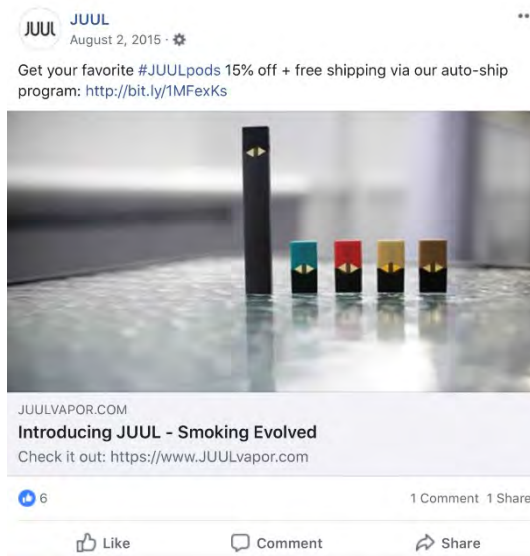 JUUL
JUUL
August 2, 2015 ·
Get your favorite #JUULpods 15% off + free shipping via our auto-ship
program: http://bit.ly/1MFexKs
JUULVAPOR.COM
Introducing JUUL - Smoking Evolved
Check it out: https://www.JUULvapor.com
6
1 Comment 1 Share
Like Comment Share